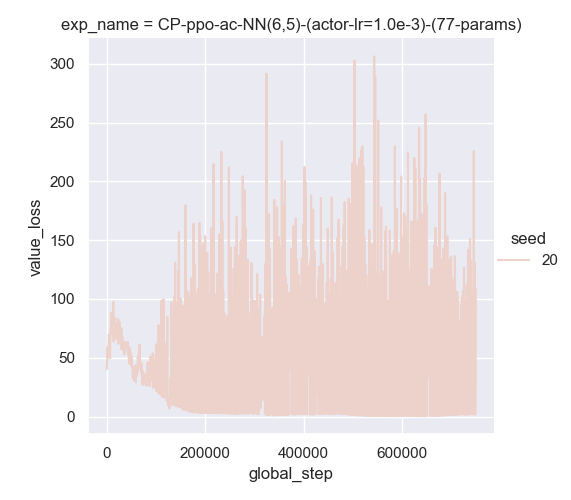 exp_name = CP-ppo-ac-NN(6,5)-(actor-lr=1.0e-3)-(77-params)
300
250
200
150
100
50
0
value_loss
seed
20
0 200000 400000 600000
global_step